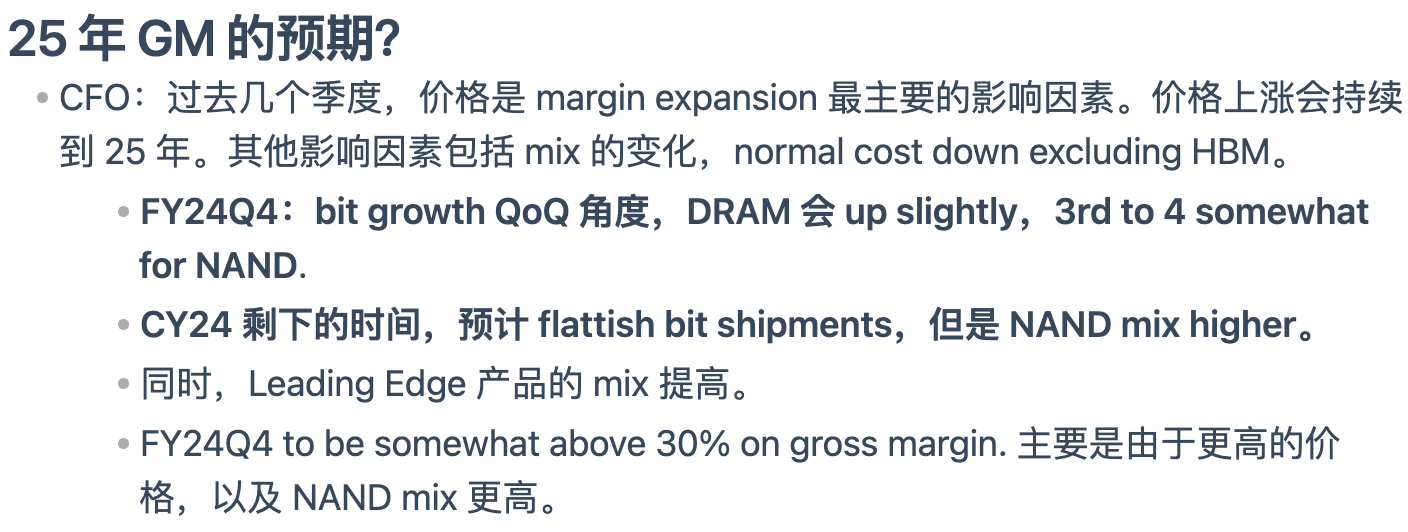 25 年 GM 的预期?
CFO：过去几个季度，价格是 margin expansion 最主要的影响因素。价格上涨会持续
到 25 年。其他影响因素包括 mix 的变化，normal cost down excluding HBM。
FY24Q4：bit growth QoQ 角度，DRAM 会 up slightly，3rd to 4 somewhat
for NAND.
CY24 剩下的时间，预计 flattish bit shipments，但是 NAND mix higher。
同时，Leading Edge 产品的 mix 提高。
FY24Q4 to be somewhat above 30% on gross margin. 主要是由于更高的价
格，以及 NAND mix 更高。